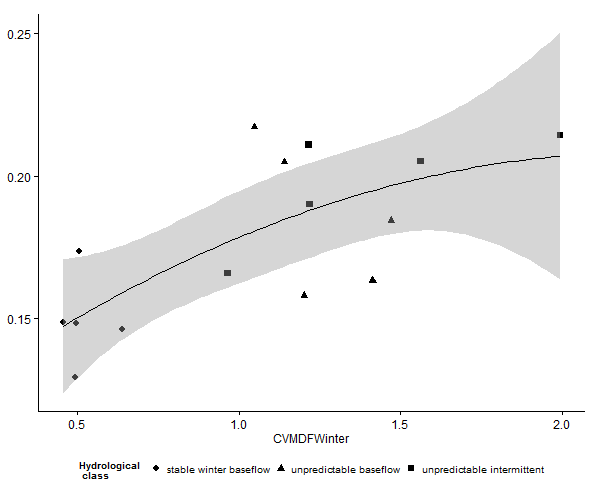 0.25
0.20
0.15
0.5 1.0 1.5 2.0
CVMDFWinter
Hydrological
class
stable winter baseflow unpredictable baseflow unpredictable intermittent